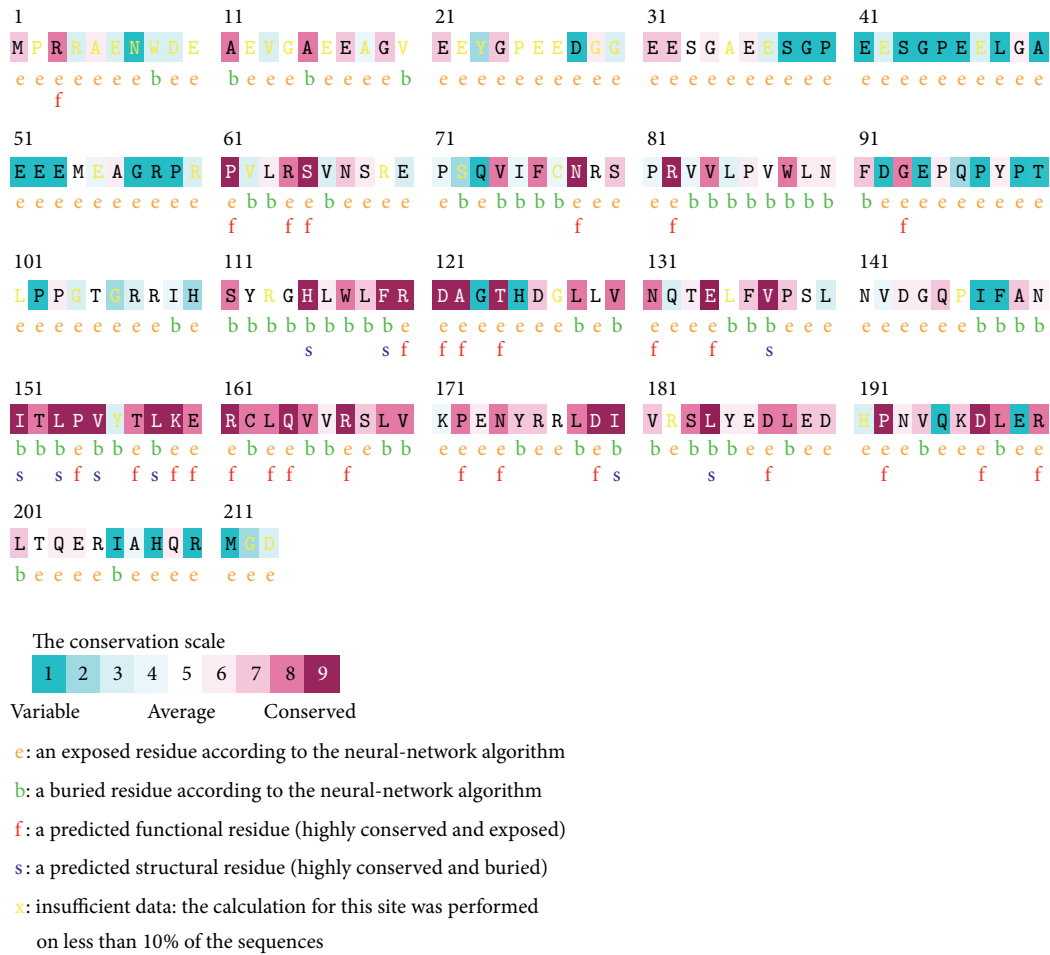 1 11 21 31 41
M P R R A E N W D E A E V G A E E A G V E E Y G P E E D G G E E S G A E E S G P E E S G P E E L G A
e e e e e e e b e e b e e e b e e e e b e e e e e e e e e e e e e e e e e e e e e e e e e e e e e e
f
51 61 71 81 91
E E E M E A G R P R P V L R S V N S R E P S Q V I F C N R S P R V V L P V W L N F D G E P Q P Y P T
e e e e e e e e e e e b b e e b e e e e e b e b b b b e e e e e b b b b b b b b b e e e e e e e e e
f f f f f f
101 111 121 131 141
L P P G T G R R I H S Y R G H L W L F R D A G T H D G L L V N Q T E L F V P S L N V D G Q P I F A N
e e e e e e e e b e b b b b b b b b b e e e e e e e e b e b e e e e b b b e e e e e e e e e b b b b
s s f f f f f f s
151 161 171 181 191
I T L P V Y T L K E R C L Q V V R S L V K P E N Y R R L D I V R S L Y E D L E D H P N V Q K D L E R
b b b e b b e b e e e b e e b b e e b b e e e e b e e b e b b e b b b e e b e e e e e b e e e b e e
s s f s f s f f f f f f f f f s s f f f f
201 211
L T Q E R I A H Q R M G D
b e e e e b e e e e e e e
The conservation scale
1 2 3 4 5 6 7 8 9
Variable Average Conserved
e: an exposed residue according to the neural-network algorithm
b: a buried residue according to the neural-network algorithm
f: a predicted functional residue (highly conserved and exposed)
s: a predicted structural residue (highly conserved and buried)
x: insufficient data: the calculation for this site was performed
on less than 10% of the sequences